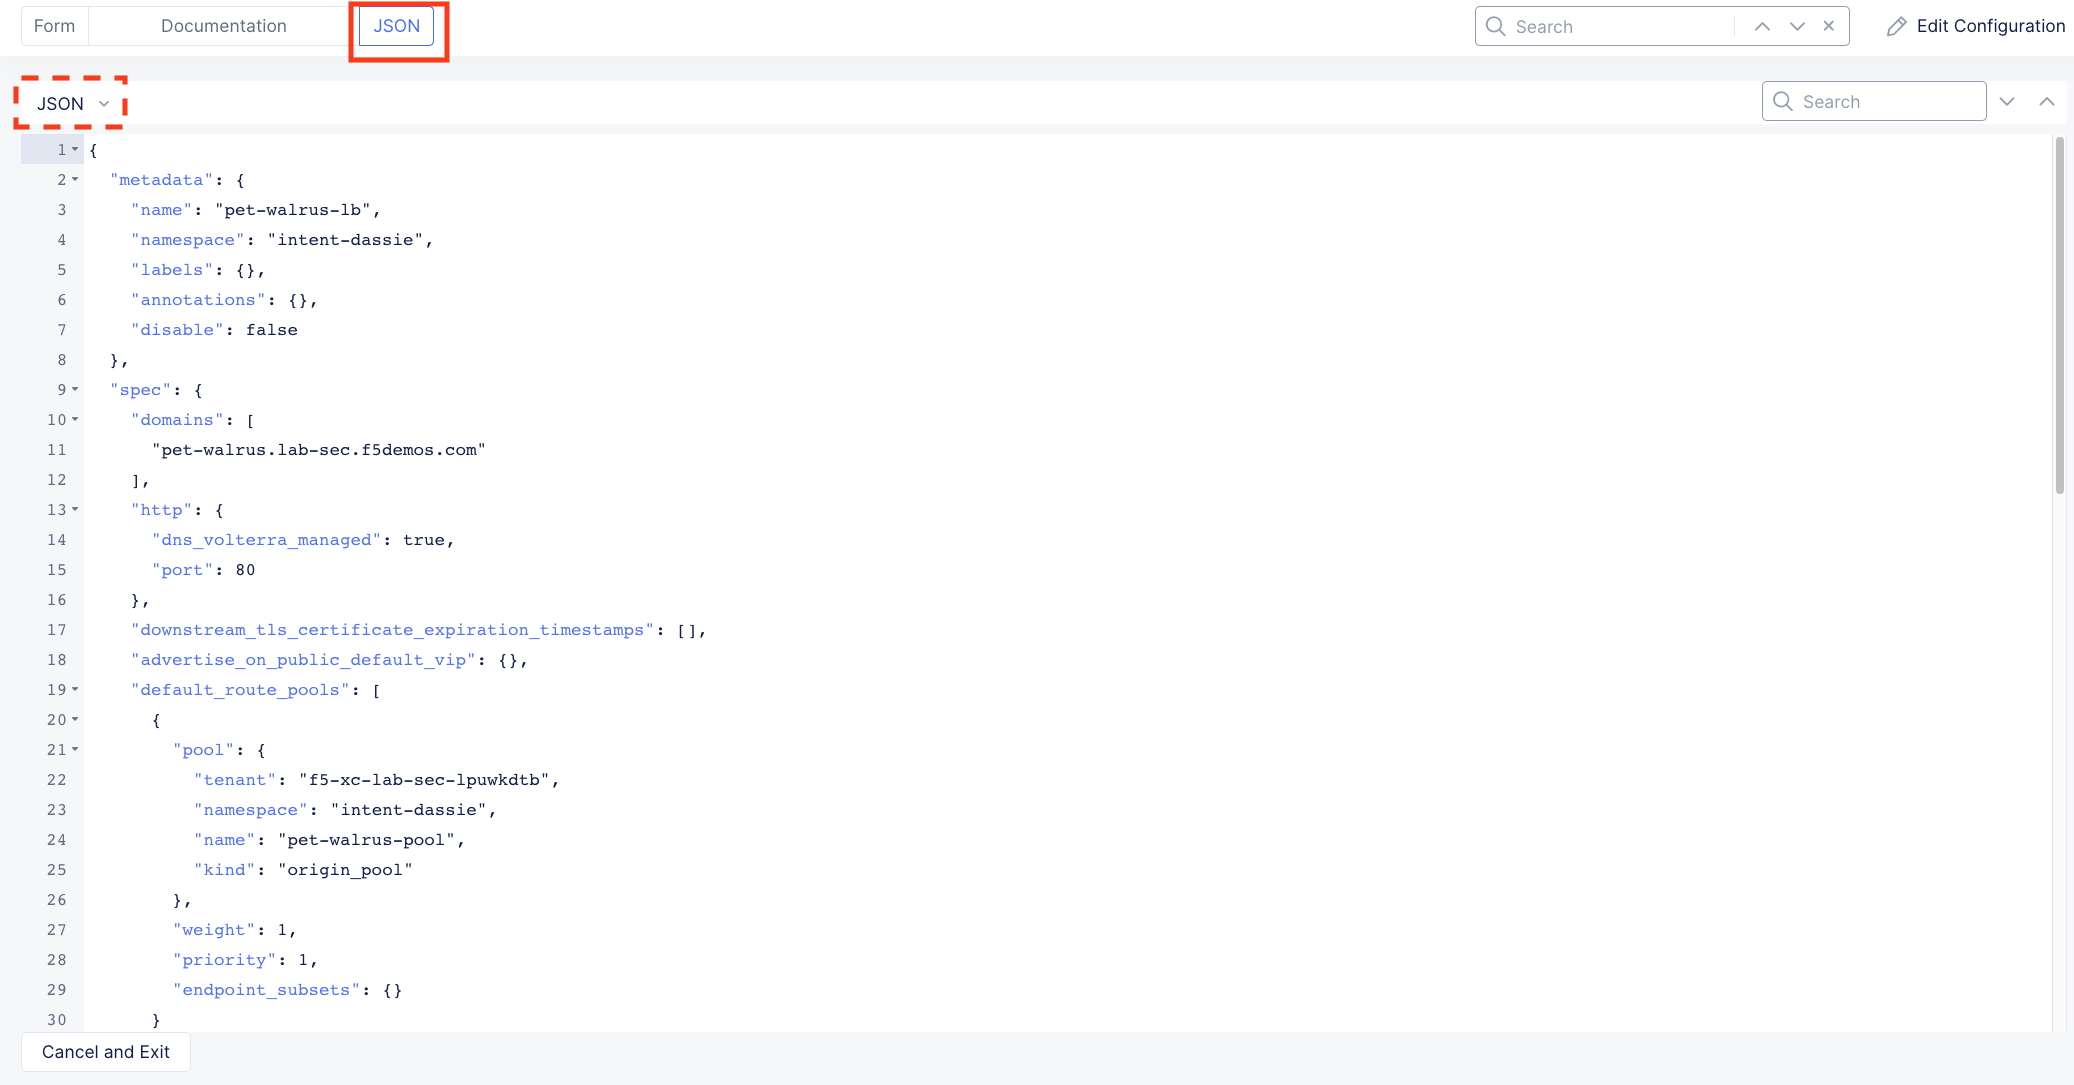 Form Documentation JSON Search Edit Configuration
JSON Search
1 {
2 "metadata": {
3 "name": "pet-walrus-lb",
4 "namespace": "intent-dassie",
5 "labels": {},
6 "annotations": {},
7 "disable": false
8 },
9 "spec": {
10 "domains": [
11 "pet-walrus.lab-sec.f5demos.com"
12 ],
13 "http": {
14 "dns_volterra_managed": true,
15 "port": 80
16 },
17 "downstream_tls_certificate_expiration_timestamps": [],
18 "advertise_on_public_default_vip": {},
19 "default_route_pools": [
20 {
21 "pool": {
22 "tenant": "f5-xc-lab-sec-lpuwkdtb",
23 "namespace": "intent-dassie",
24 "name": "pet-walrus-pool",
25 "kind": "origin_pool"
26 },
27 "weight": 1,
28 "priority": 1,
29 "endpoint_subsets": {}
30 }
Cancel and Exit